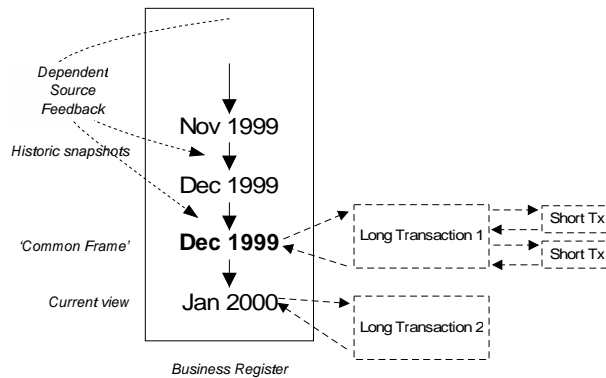 Dependent
Source
Feedback
Nov 1999
Historic snapshots
Dec 1999
Short Tx
Long Transaction 1
'Common Frame'
Dec 1999
Short Tx
Current view
Jan 2000
Long Transaction 2
Business Register